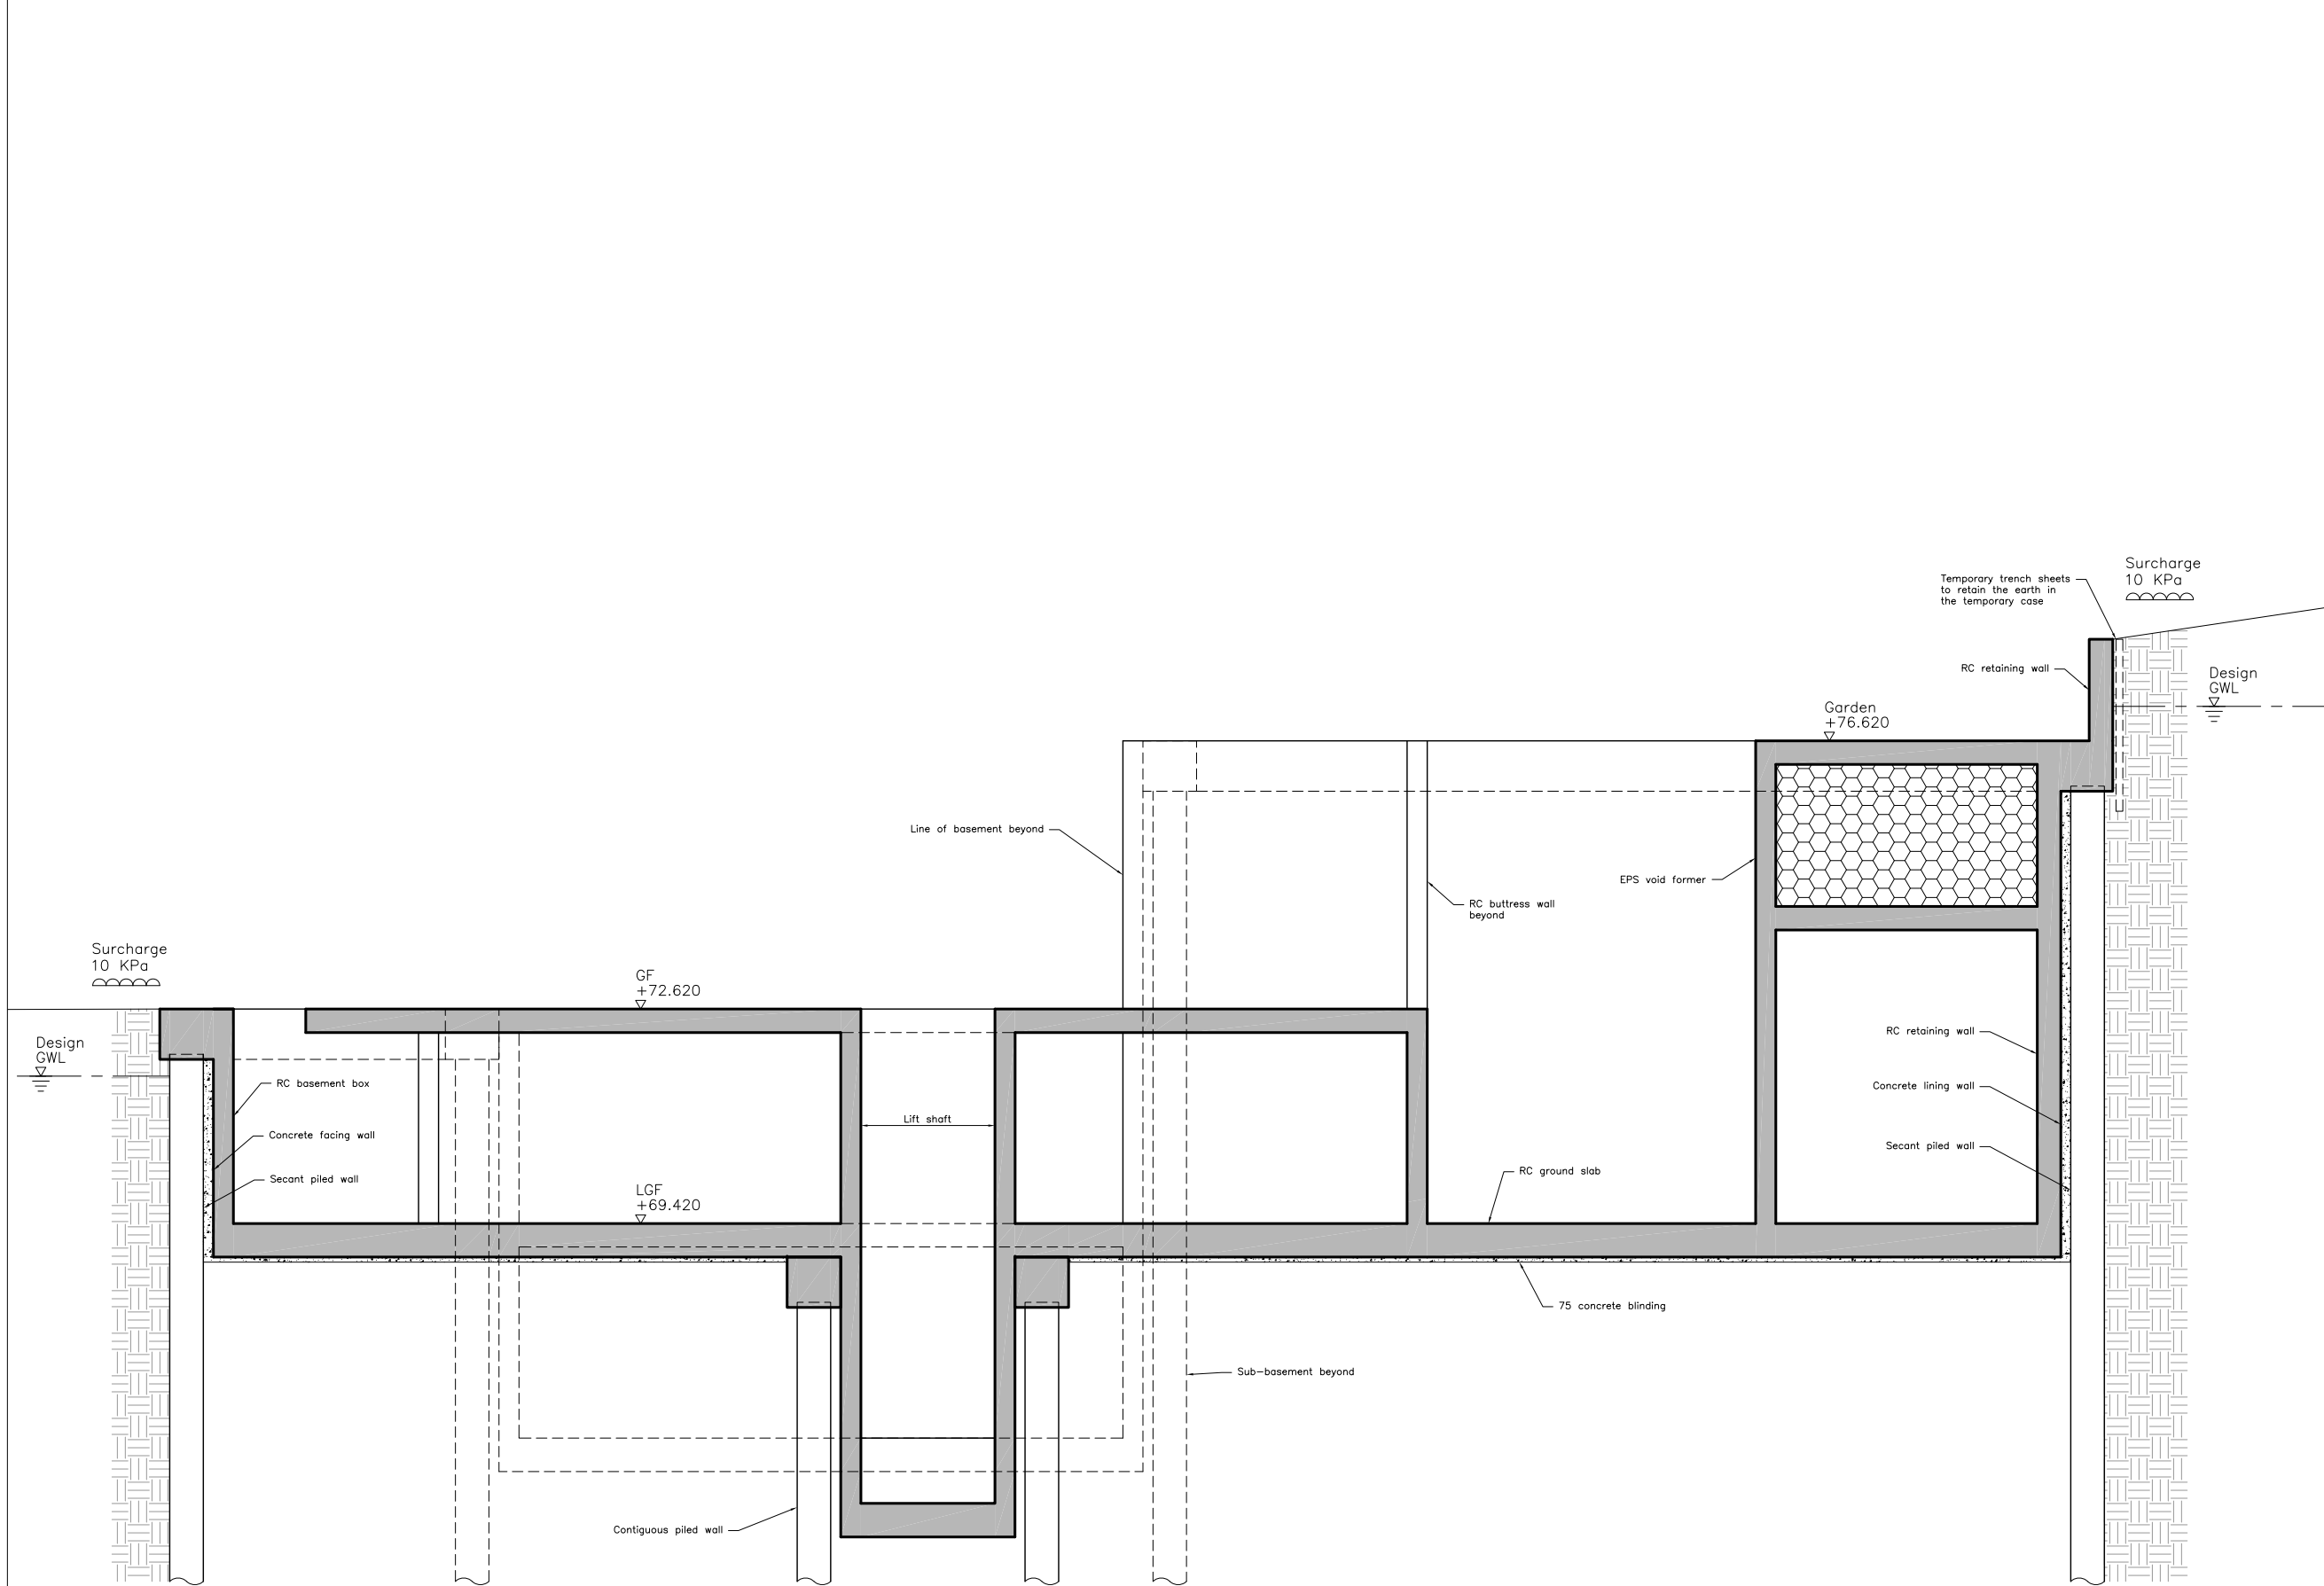 Surcharge
10 KPa
Temporary trench sheets
to retain the earth in
the temporary case
RC retaining wall
Design
GWL
Garden
+76.620
Line of basement beyond
EPS void former
RC buttress wall
beyond
Surcharge
10 KPa
GF
+72.620
Design
GWL
RC basement box
Concrete facing wall
Secant piled wall
Lift shaft
LGF
+69.420
RC ground slab
RC retaining wall
Concrete lining wall
Secant piled wall
75 concrete blinding
Sub-basement beyond
Contiguous piled wall